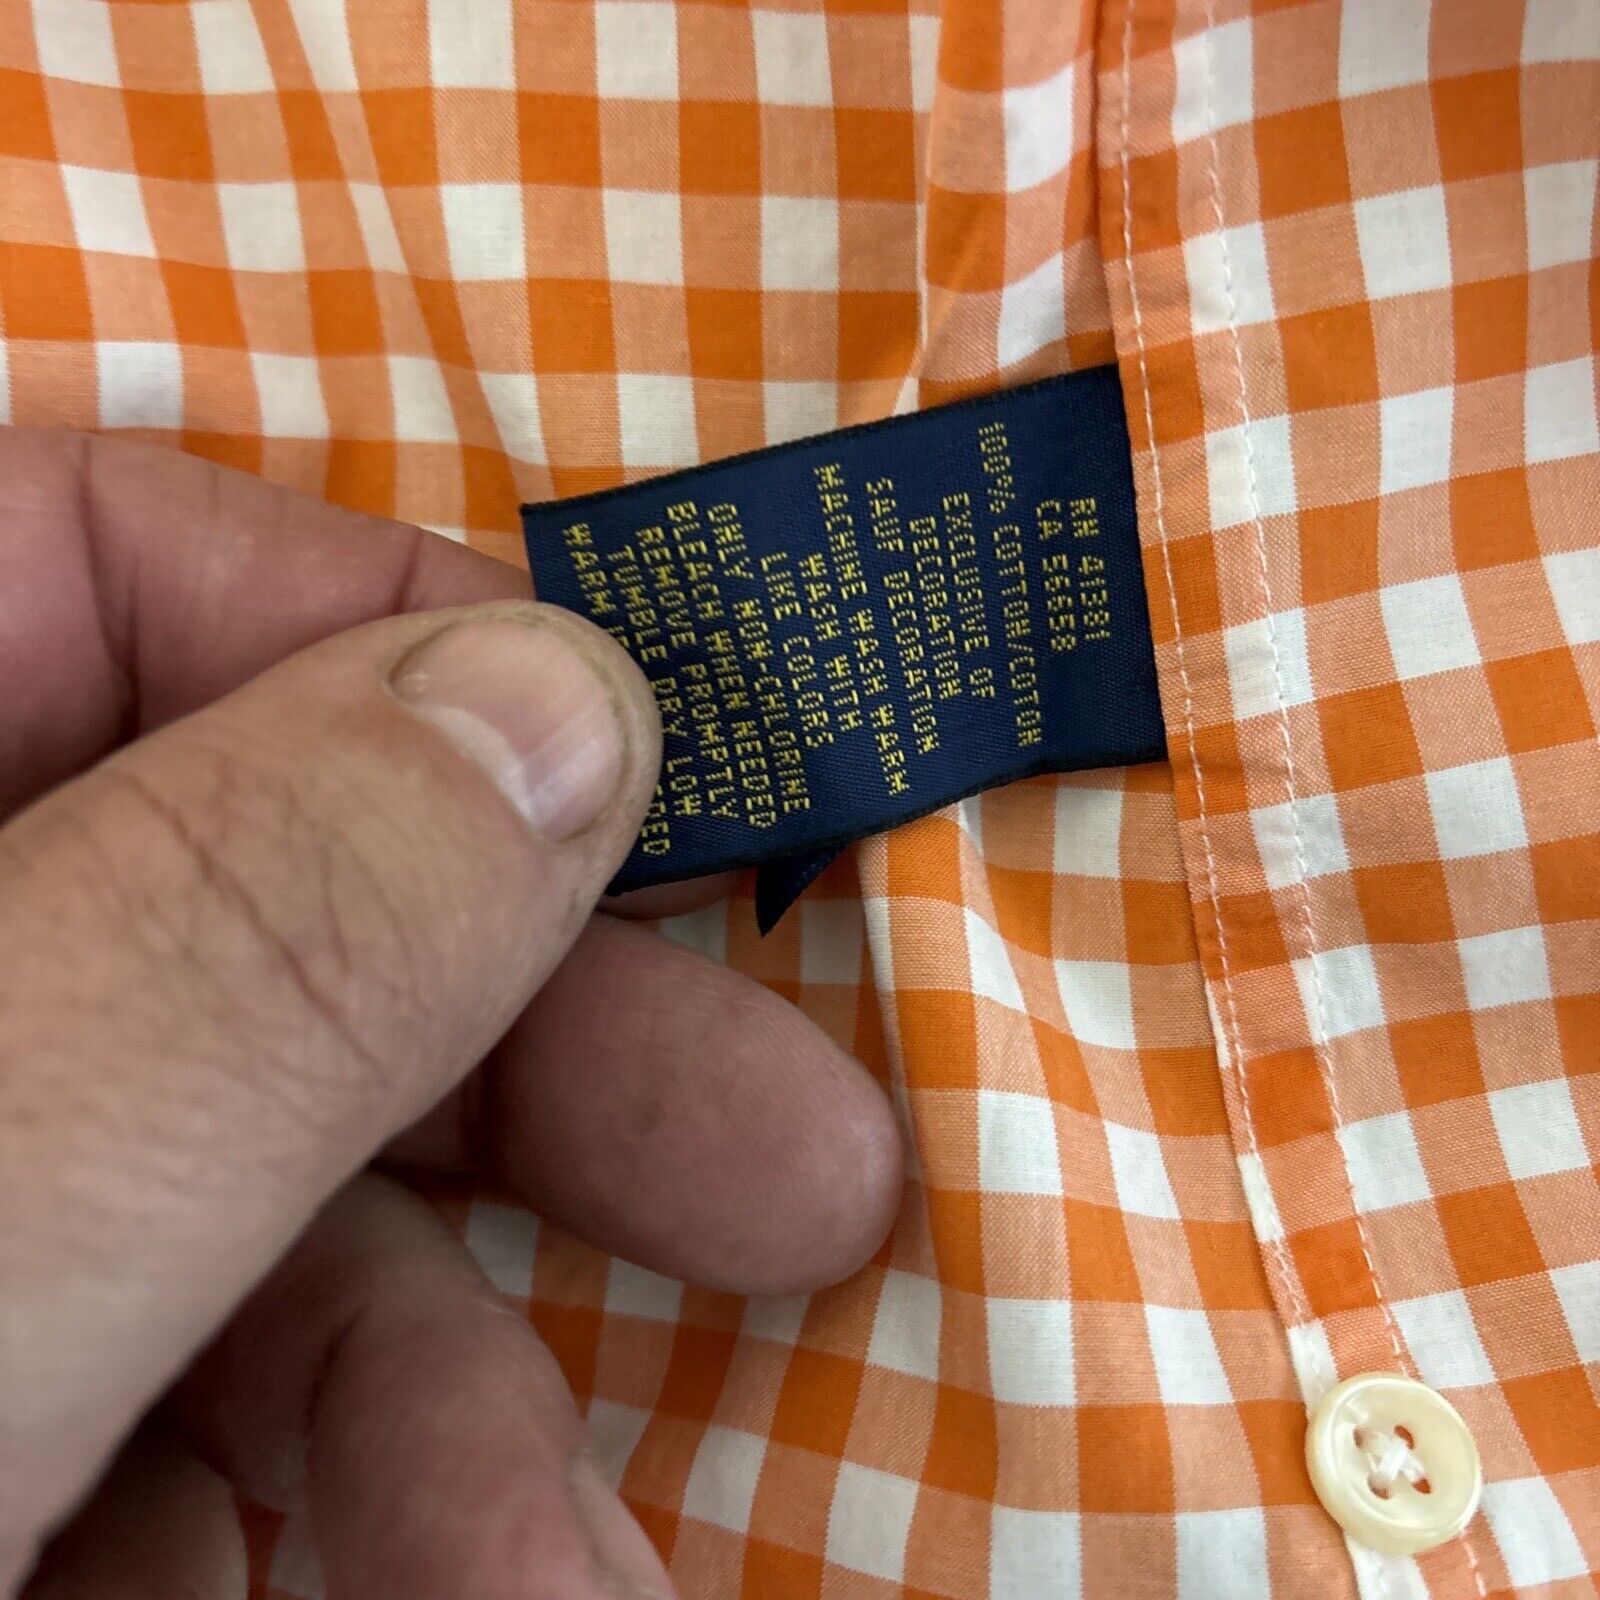 RN 41381
CA 56658
100% COTTON/COTON
EXCLUSIVE OF
DECORATION
SAUF DECORATION
MACHINE WASH WARM
WASH WITH
LIKE COLORS
ONLY NON-CHLORINE
BLEACH WHEN NEEDED
REMOVE PROMPTLY
TUMBLE DRY LOW
WARM